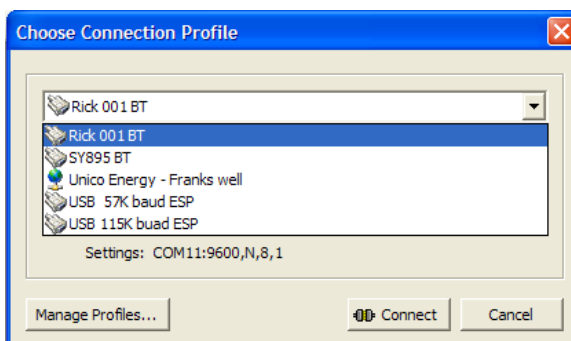 Choose Connection Profile
Rick 001 BT
Rick 001 BT
SY895 BT
Unico Energy - Franks well
USB  57K baud ESP
USB 115K buad ESP
Settings:  COM11:9600,N,8,1
Manage Profiles... Connect Cancel